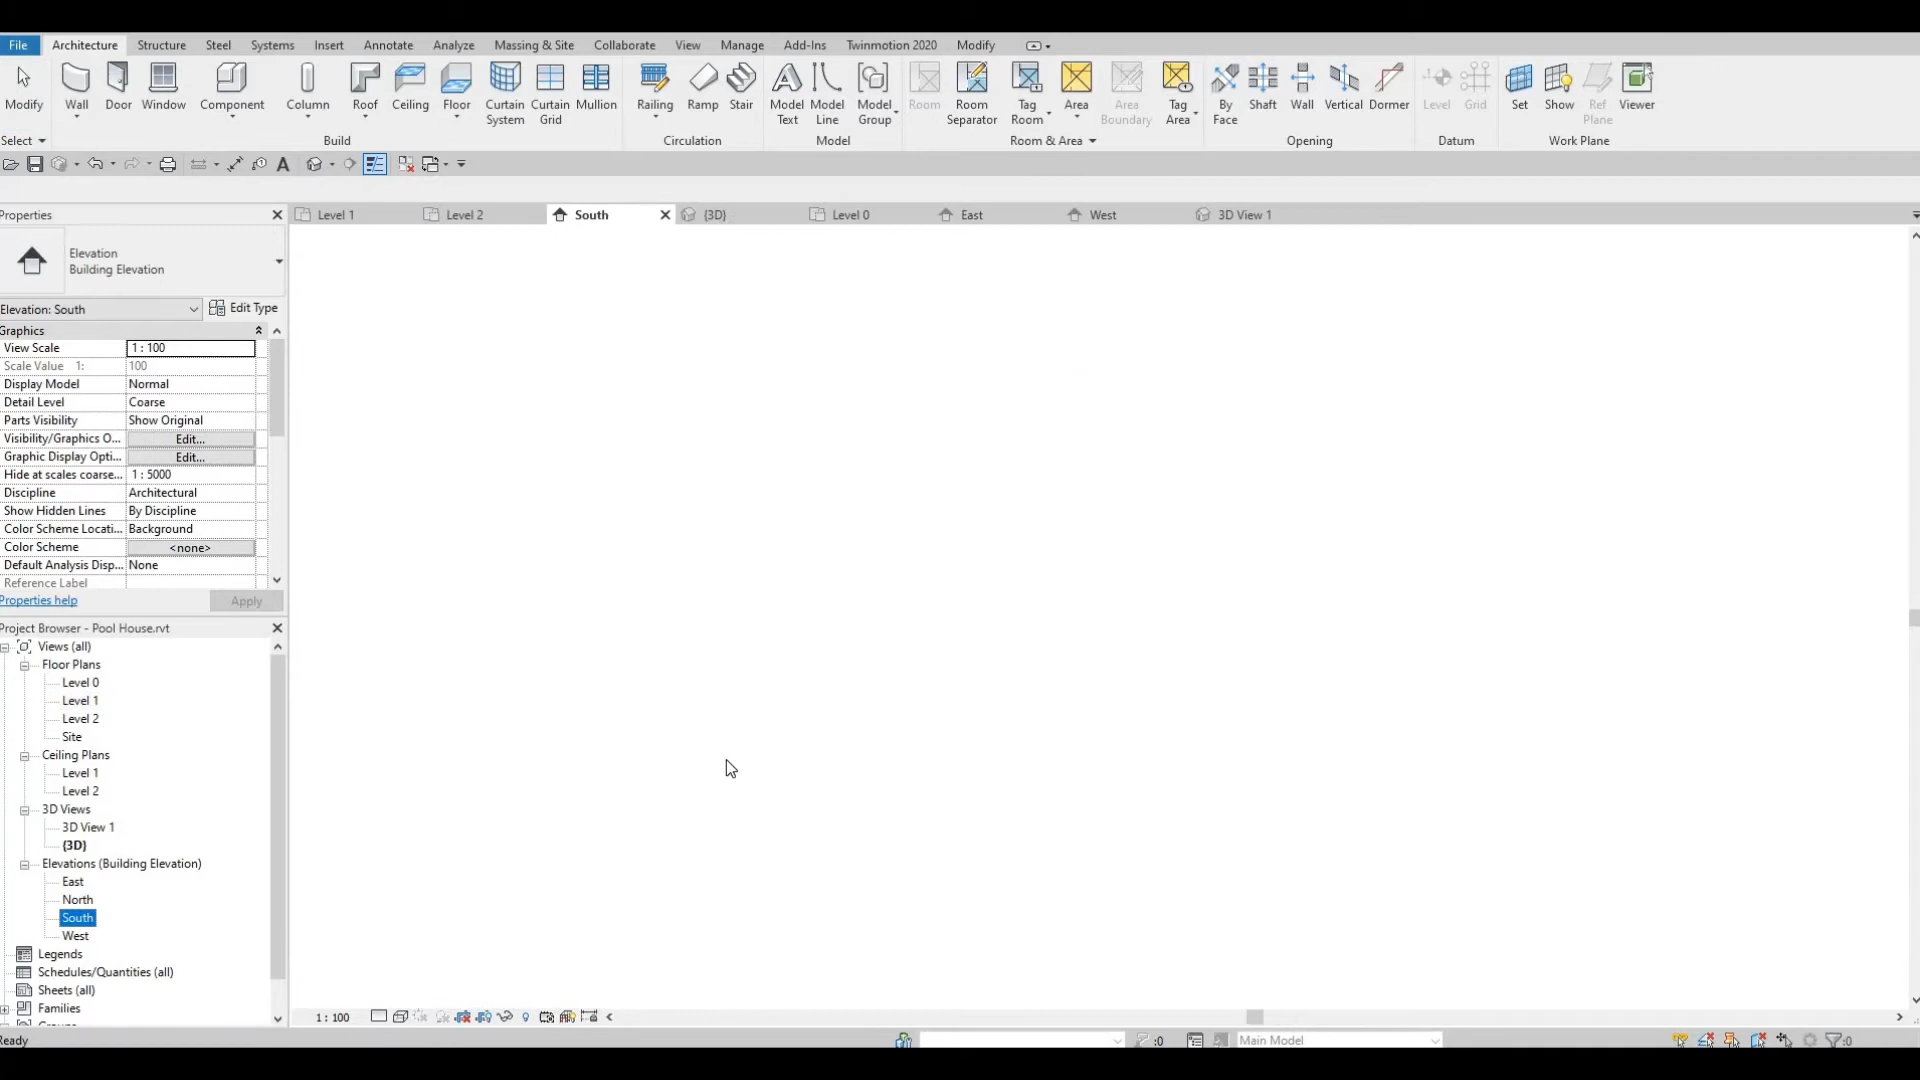 File Architecture Structure Steel Systems Insert Annotate Analyze Massing & Site Collaborate View Manage Add-Ins Twinmotion 2020 Modify
Modify Wall Door Window Component Column Roof Ceiling Floor Curtain System Curtain Grid Mullion Railing Ramp Stair Model Text Model Line Model Group Room Room Separator Tag Room Area Area Boundary Tag Area By Face Shaft Wall Vertical Dormer Level Grid Set Show Ref Plane Viewer
Select Build Circulation Model Room & Area Opening Datum Work Plane
Properties
Level 1 Level 2 South {3D} Level 0 East West 3D View 1
Elevation
Building Elevation
Elevation: South Edit Type
Graphics
View Scale 1 : 100
Scale Value 1: 100
Display Model Normal
Detail Level Coarse
Parts Visibility Show Original
Visibility/Graphics O... Edit...
Graphic Display Opti... Edit...
Hide at scales coarse... 1 : 5000
Discipline Architectural
Show Hidden Lines By Discipline
Color Scheme Locati... Background
Color Scheme <none>
Default Analysis Disp... None
Reference Label
Properties help Apply
Project Browser - Pool House.rvt
Views (all)
Floor Plans
Level 0
Level 1
Level 2
Site
Ceiling Plans
Level 1
Level 2
3D Views
3D View 1
{3D}
Elevations (Building Elevation)
East
North
South
West
Legends
Schedules/Quantities (all)
Sheets (all)
Families
1 : 100
Ready :0 Main Model :0